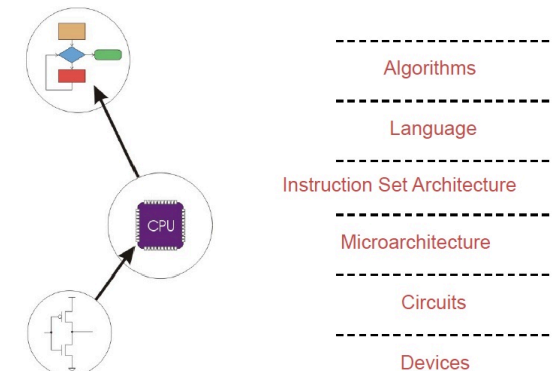 Algorithms
Language
Instruction Set Architecture
CPU
Microarchitecture
Circuits
Devices